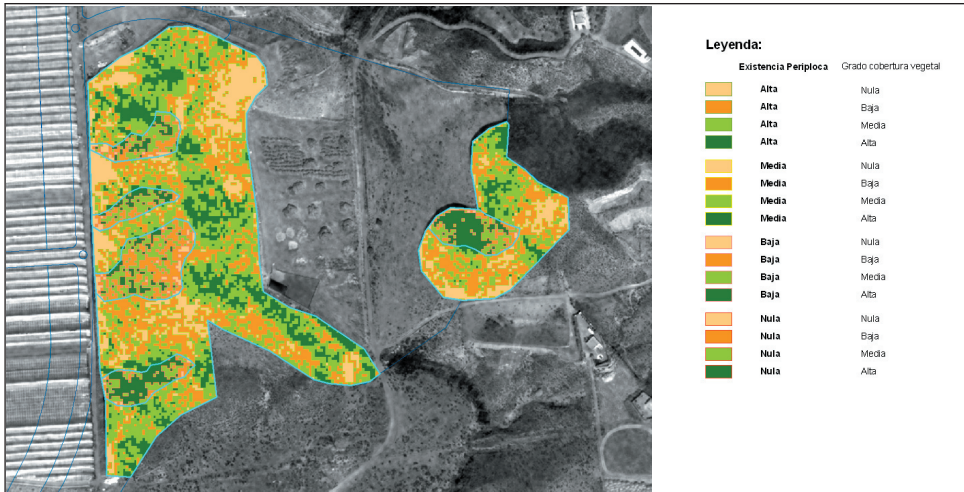 Leyenda:
Existencia Periploca Grado cobertura vegetal
Alta Nula
Alta Baja
Alta Media
Alta Alta
Media Nula
Media Baja
Media Media
Media Alta
Baja Nula
Baja Baja
Baja Media
Baja Alta
Nula Nula
Nula Baja
Nula Media
Nula Alta